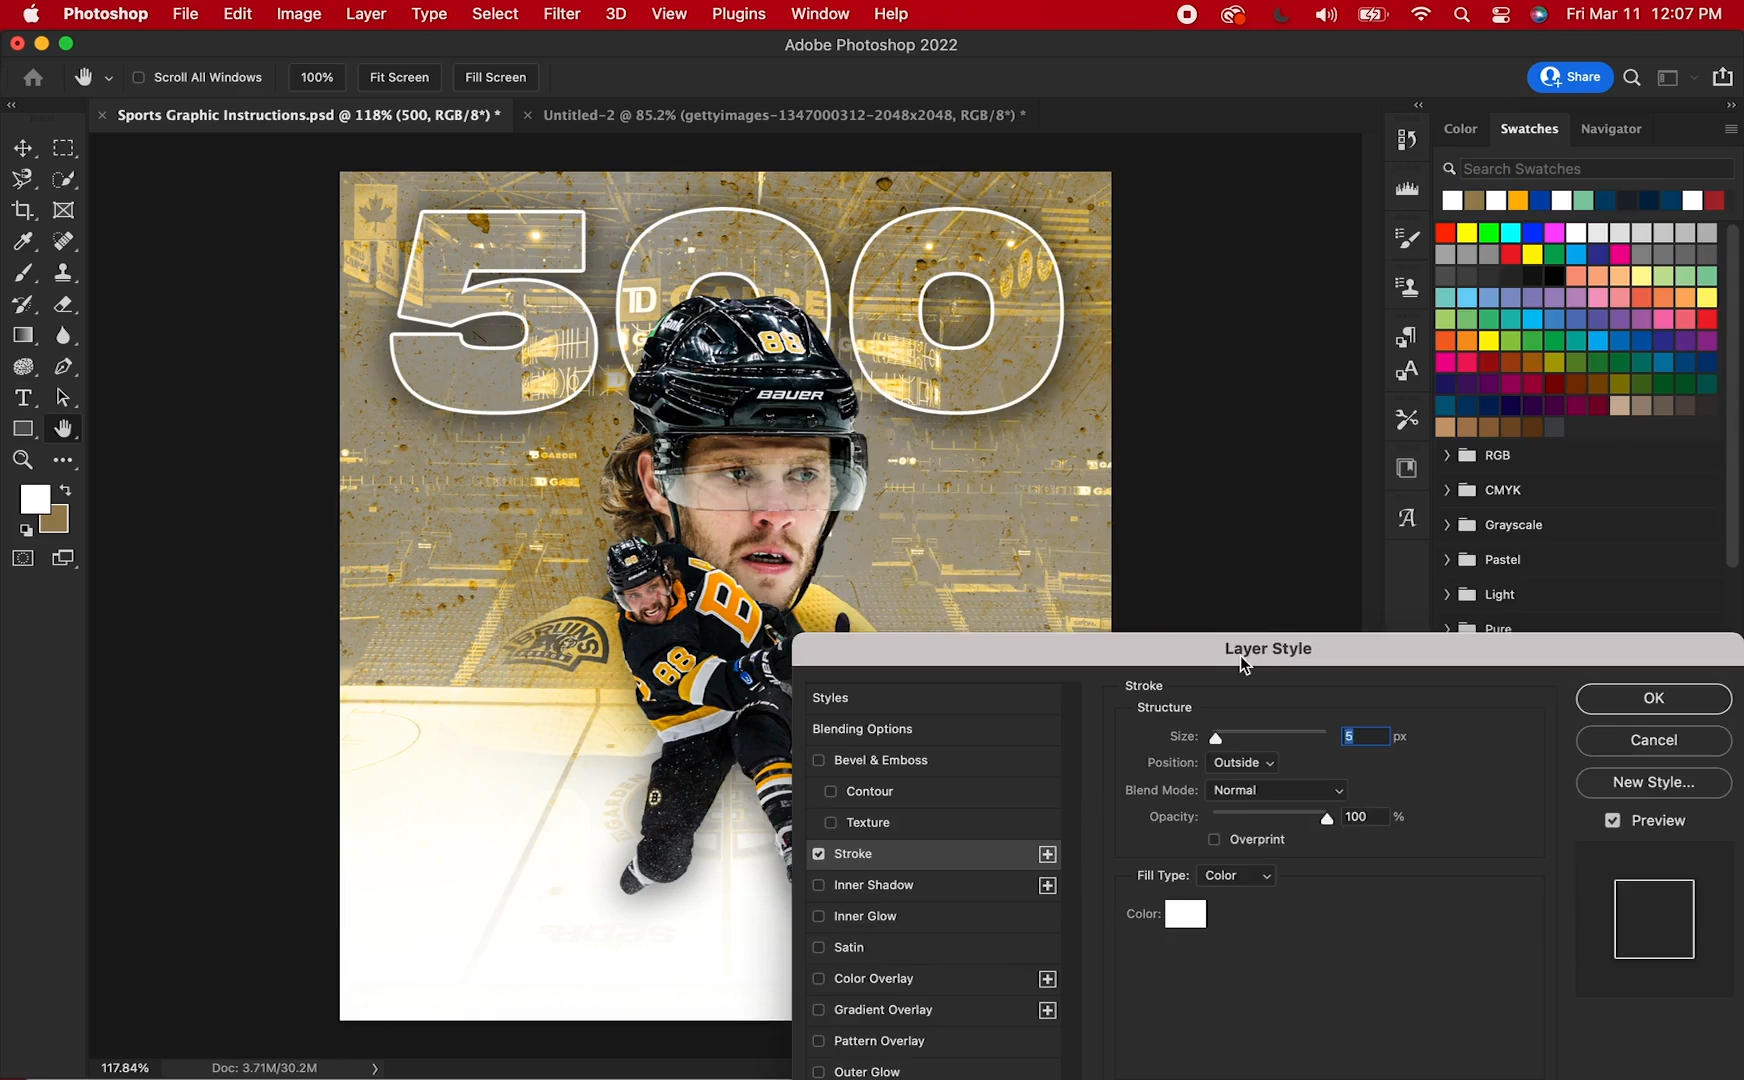 Photoshop File Edit Image Layer Type Select Filter 3D View Plugins Window Help Fri Mar 11 12:07 PM
Adobe Photoshop 2022
Scroll All Windows 100% Fit Screen Fill Screen Share
Sports Graphic Instructions.psd @ 118% (500, RGB/8*) * Untitled-2 @ 85.2% (gettyimages-1347000312-2048x2048, RGB/8*) *
Color Swatches Navigator
Search Swatches
500
TD GARDEN
88
BAUER
RGB
CMYK
Grayscale
Pastel
Light
Pure
B
BRUINS
88
Layer Style
Styles
Blending Options
Bevel & Emboss
Contour
Texture
Stroke
Inner Shadow
Inner Glow
Satin
Color Overlay
Gradient Overlay
Pattern Overlay
Outer Glow
Stroke
Structure
Size: 5 px
Position: Outside
Blend Mode: Normal
Opacity: 100 %
Overprint
Fill Type: Color
Color:
OK
Cancel
New Style...
Preview
117.84% Doc: 3.71M/30.2M